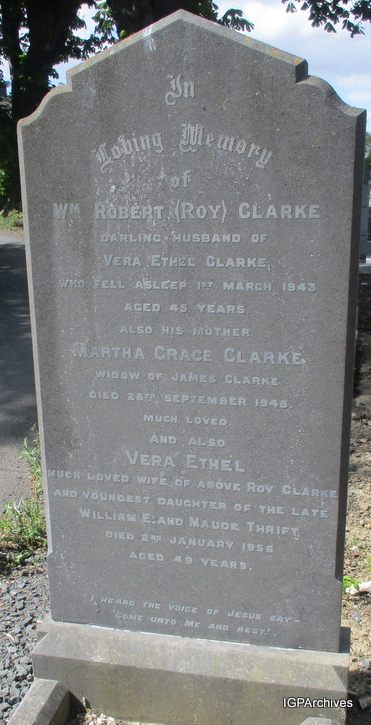 In
Loving Memory
of
WM ROBERT (ROY) CLARKE
DARLING HUSBAND OF
VERA ETHEL CLARKE,
WHO FELL ASLEEP 1ST MARCH 1943
AGED 45 YEARS.
ALSO HIS MOTHER
MARTHA GRACE CLARKE,
WIDOW OF JAMES CLARKE
DIED 28TH SEPTEMBER 1948.
MUCH LOVED
AND ALSO
VERA ETHEL
MUCH LOVED WIFE OF ABOVE ROY CLARKE
AND YOUNGEST DAUGHTER OF THE LATE
WILLIAM E. AND MAUDE THRIFT
DIED 2ND JANUARY 1956
AGED 49 YEARS.
"I HEARD THE VOICE OF JESUS SAY-
"COME UNTO ME AND REST."
IGPArchives